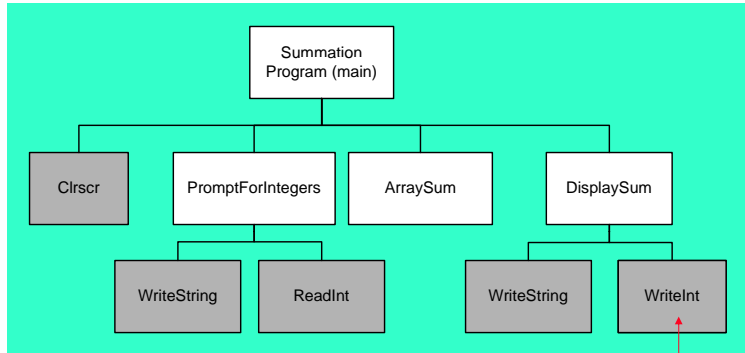 Summation
Program (main)
Clrscr
PromptForIntegers
ArraySum
DisplaySum
WriteString
ReadInt
WriteString
WriteInt